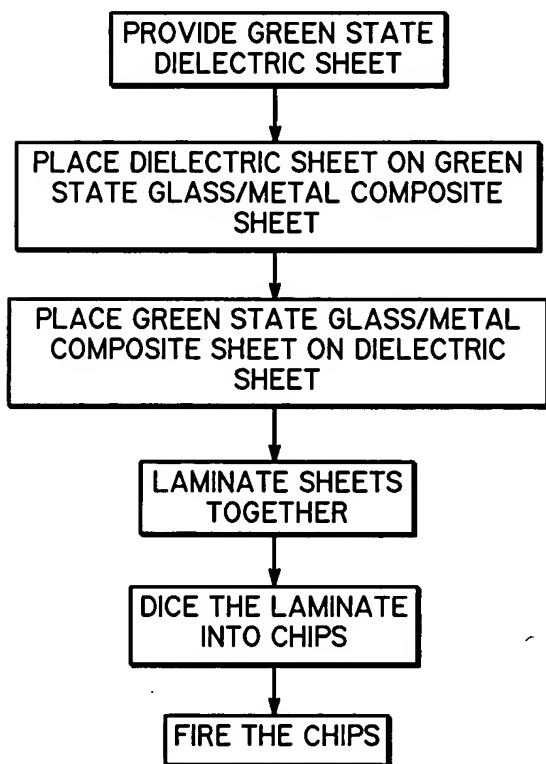 PROVIDE GREEN STATE
DIELECTRIC SHEET
PLACE DIELECTRIC SHEET ON GREEN
STATE GLASS/METAL COMPOSITE
SHEET
PLACE GREEN STATE GLASS/METAL
COMPOSITE SHEET ON DIELECTRIC
SHEET
LAMINATE SHEETS
TOGETHER
DICE THE LAMINATE
INTO CHIPS
FIRE THE CHIPS